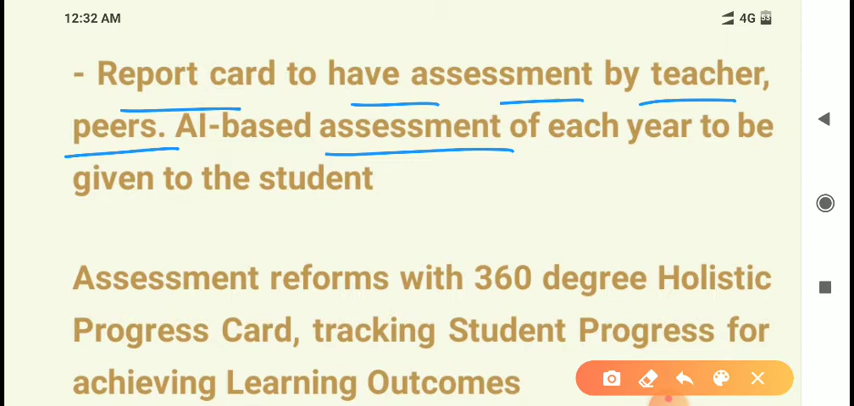 12:32 AM 4G 93
- Report card to have assessment by teacher,
peers. AI-based assessment of each year to be
given to the student
Assessment reforms with 360 degree Holistic
Progress Card, tracking Student Progress for
achieving Learning Outcomes